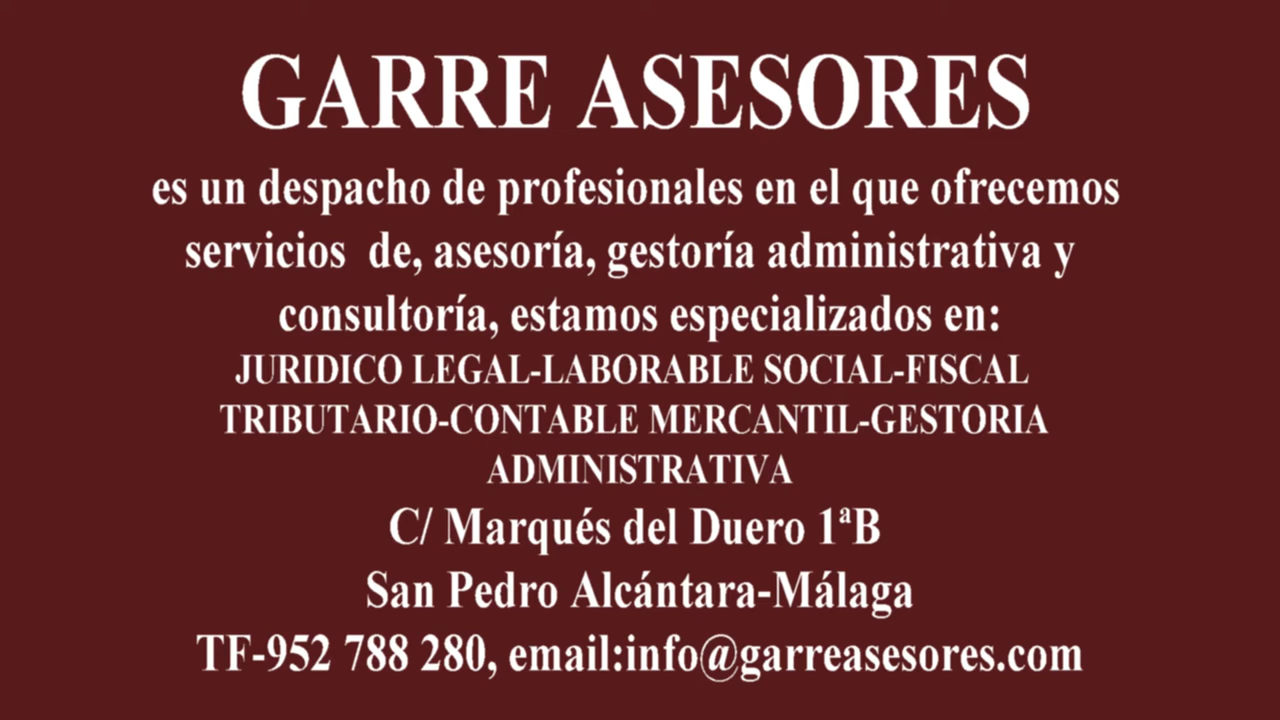 GARRE ASESORES
es un despacho de profesionales en el que ofrecemos
servicios de, asesoría, gestoría administrativa y
consultoría, estamos especializados en:
JURIDICO LEGAL-LABORABLE SOCIAL-FISCAL
TRIBUTARIO-CONTABLE MERCANTIL-GESTORIA
ADMINISTRATIVA
C/ Marqués del Duero 1ªB
San Pedro Alcántara-Málaga
TF-952 788 280, email:info@garreasesores.com